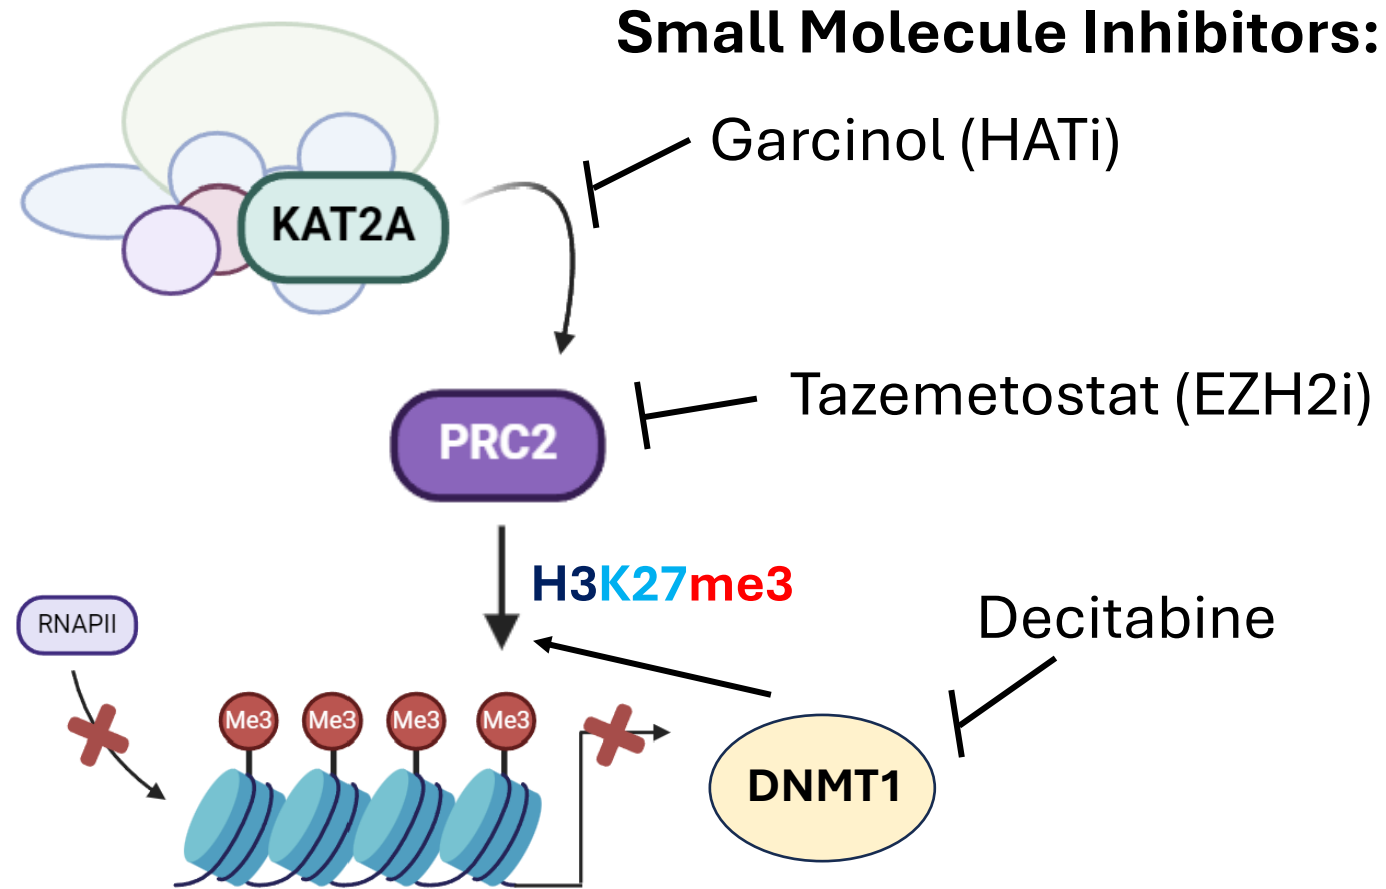 Small Molecule Inhibitors:
Garcinol (HATi)
KAT2A
Tazemetostat (EZH2i)
PRC2
H3K27me3
Decitabine
RNAPII
Me3 Me3 Me3 Me3
DNMT1